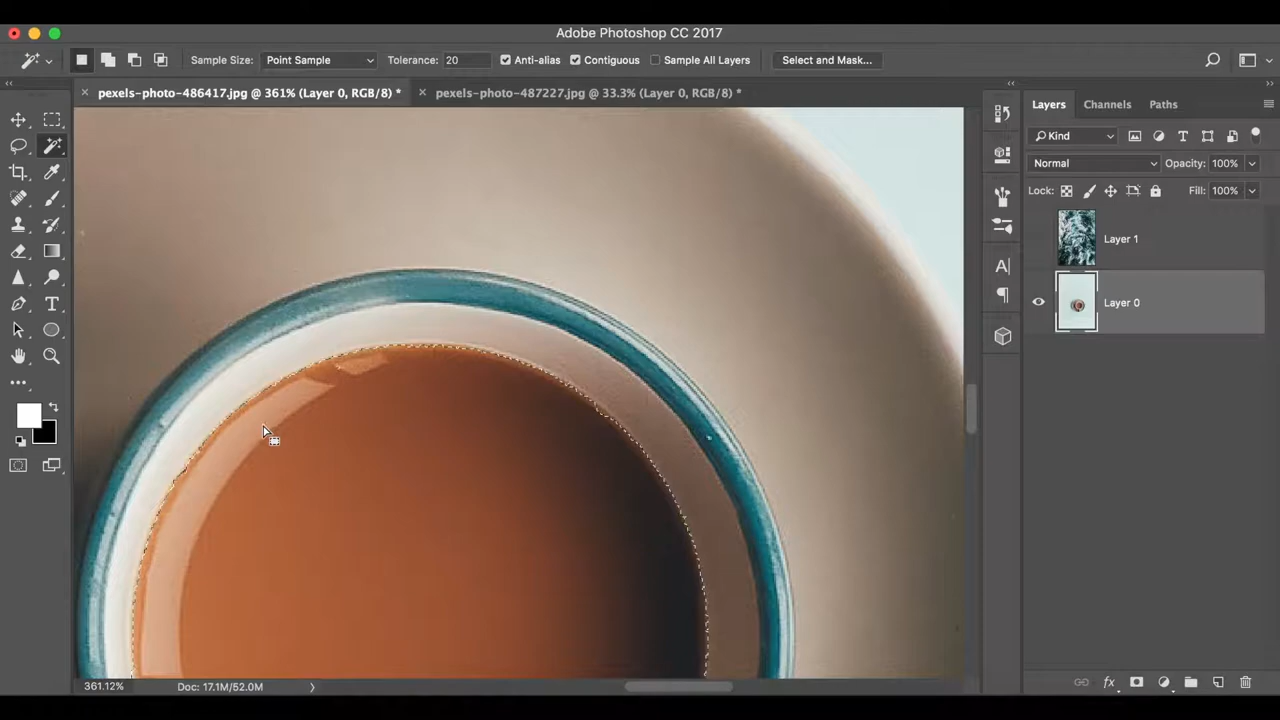 Adobe Photoshop CC 2017
Sample Size: Point Sample Tolerance: 20 Anti-alias Contiguous Sample All Layers Select and Mask...
pexels-photo-486417.jpg @ 361% (Layer 0, RGB/8) * pexels-photo-487227.jpg @ 33.3% (Layer 0, RGB/8) *
Layers Channels Paths
Kind
Normal Opacity: 100%
Lock: Fill: 100%
Layer 1
Layer 0
361.12% Doc: 17.1M/52.0M